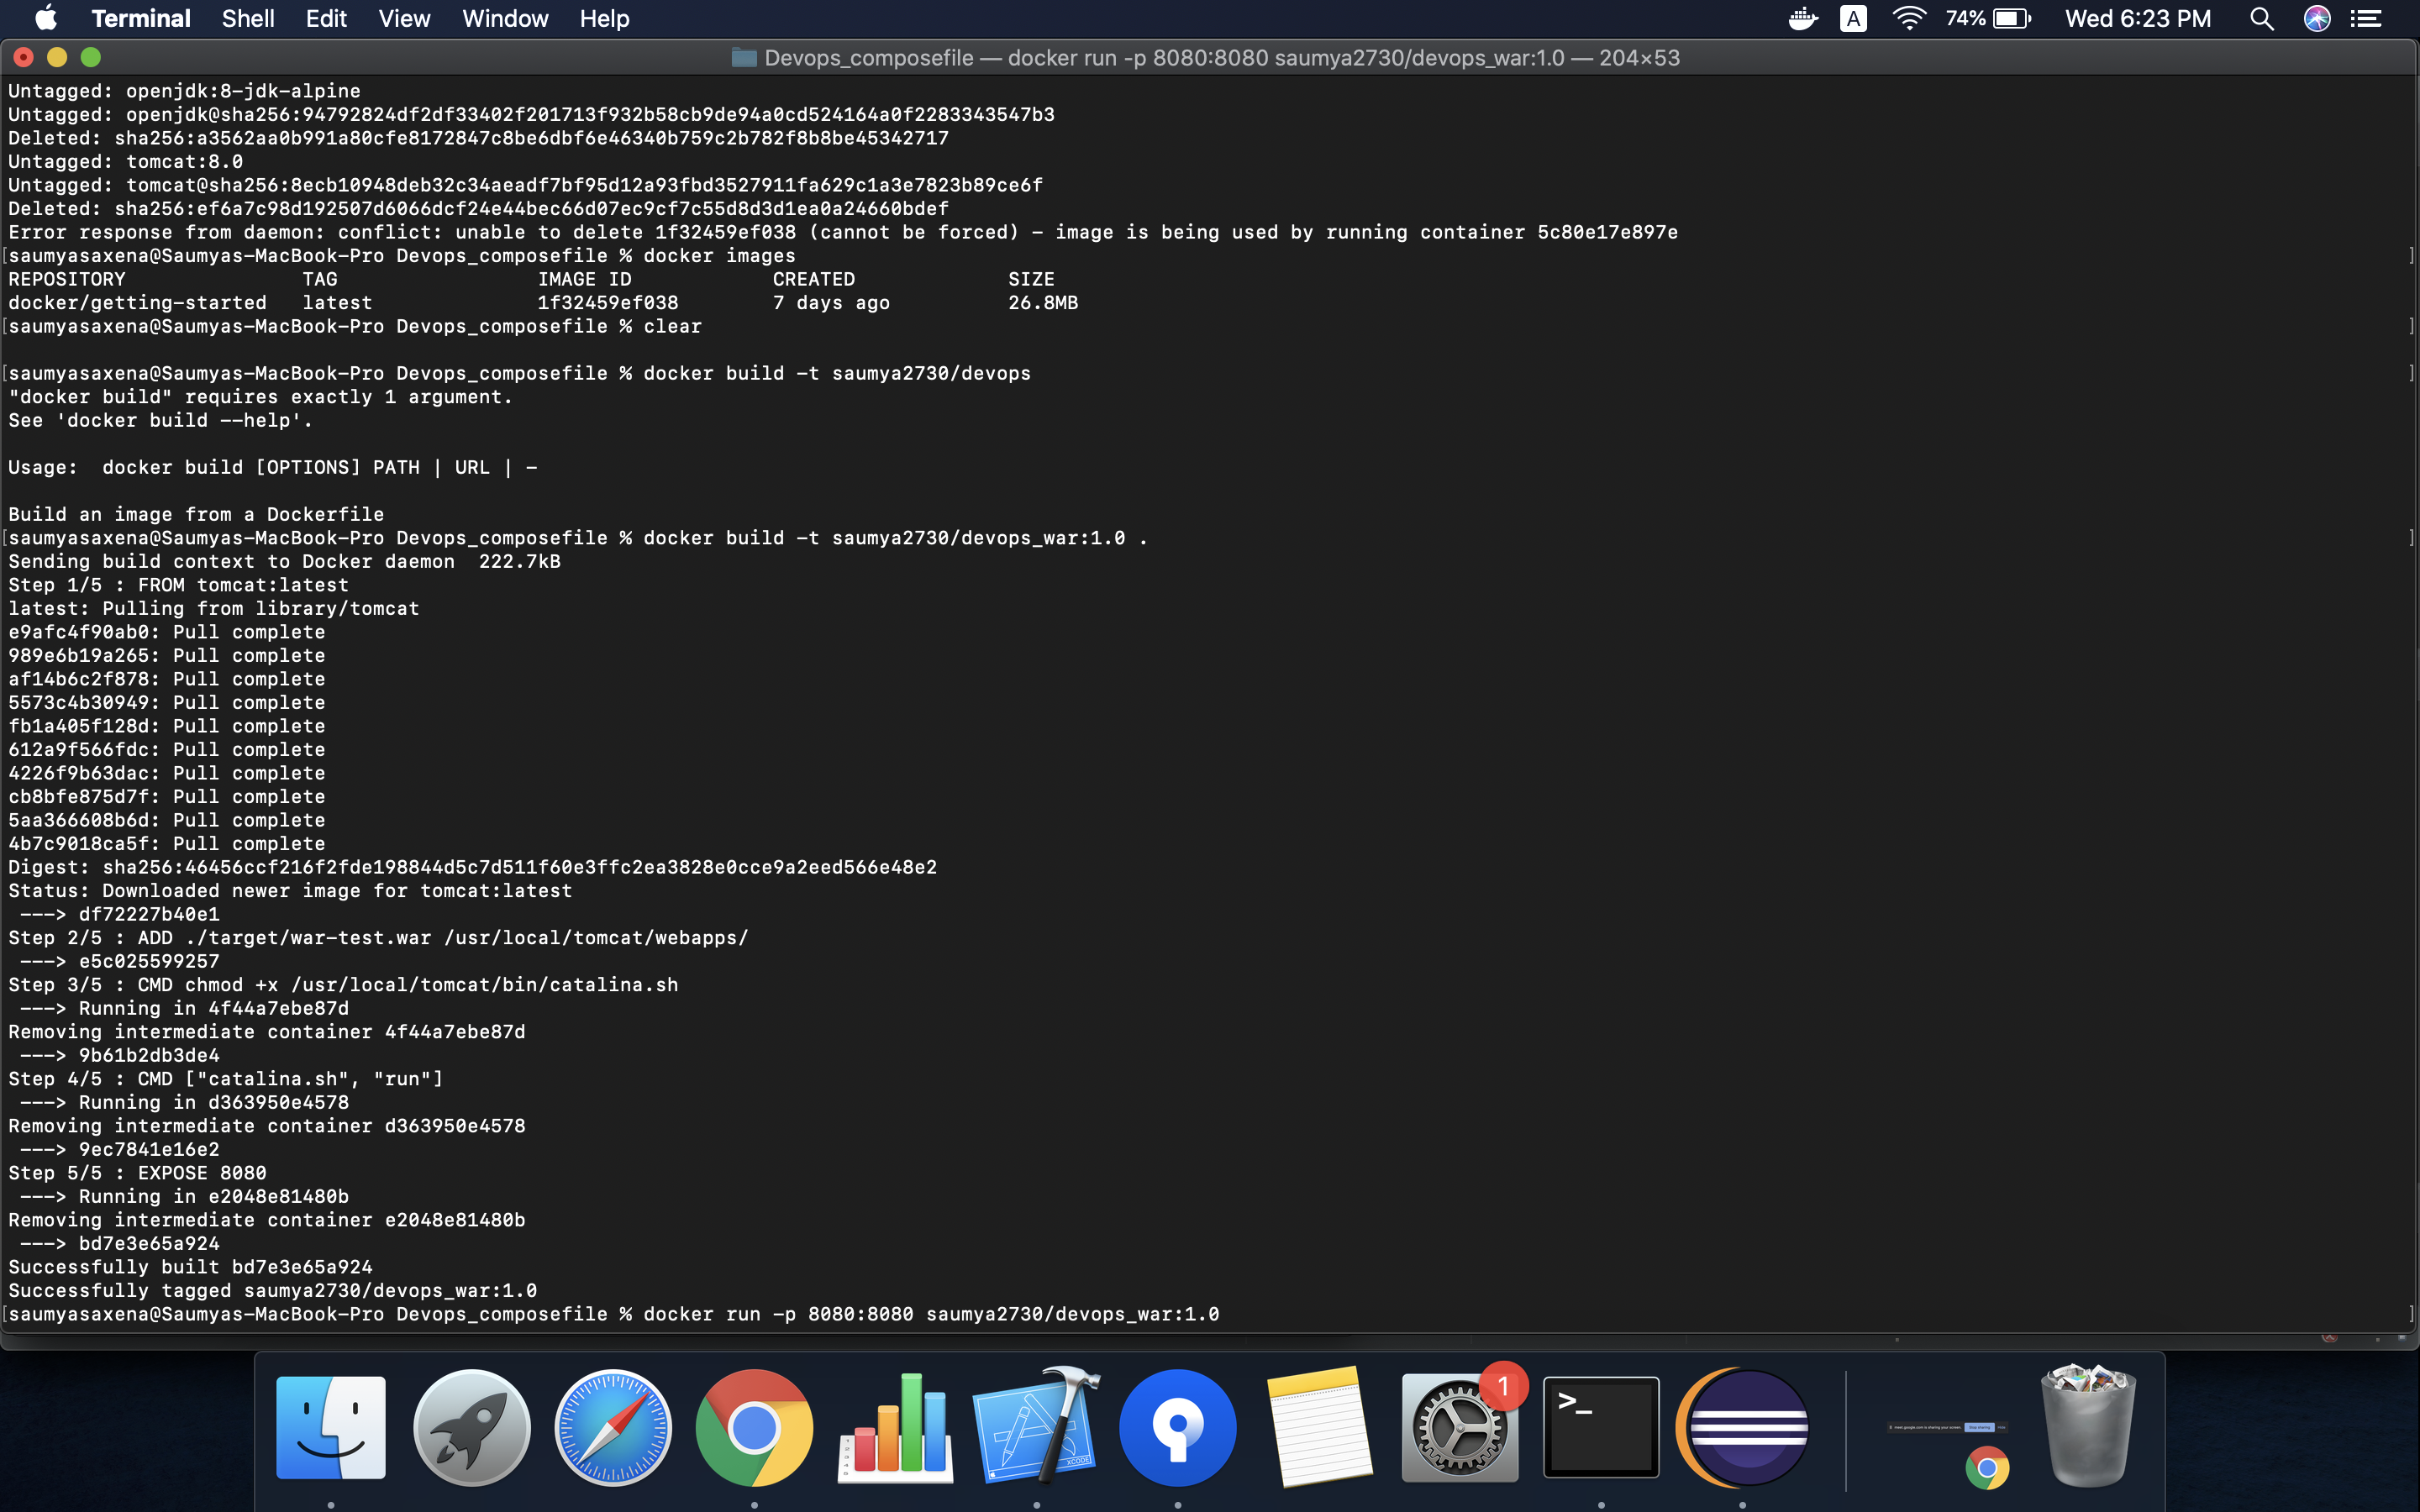 Terminal Shell Edit View Window Help A 74% Wed 6:23 PM
Devops_composefile — docker run -p 8080:8080 saumya2730/devops_war:1.0 — 204×53
Untagged: openjdk:8-jdk-alpine
Untagged: openjdk@sha256:94792824df2df33402f201713f932b58cb9de94a0cd524164a0f2283343547b3
Deleted: sha256:a3562aa0b991a80cfe8172847c8be6dbf6e46340b759c2b782f8b8be45342717
Untagged: tomcat:8.0
Untagged: tomcat@sha256:8ecb10948deb32c34aeadf7bf95d12a93fbd3527911fa629c1a3e7823b89ce6f
Deleted: sha256:ef6a7c98d192507d6066dcf24e44bec66d07ec9cf7c55d8d3d1ea0a24660bdef
Error response from daemon: conflict: unable to delete 1f32459ef038 (cannot be forced) - image is being used by running container 5c80e17e897e
[saumyasaxena@Saumyas-MacBook-Pro Devops_composefile % docker images ]
REPOSITORY TAG IMAGE ID CREATED SIZE
docker/getting-started latest 1f32459ef038 7 days ago 26.8MB
[saumyasaxena@Saumyas-MacBook-Pro Devops_composefile % clear ]
[saumyasaxena@Saumyas-MacBook-Pro Devops_composefile % docker build -t saumya2730/devops ]
"docker build" requires exactly 1 argument.
See 'docker build --help'.
Usage:  docker build [OPTIONS] PATH | URL | -
Build an image from a Dockerfile
[saumyasaxena@Saumyas-MacBook-Pro Devops_composefile % docker build -t saumya2730/devops_war:1.0 . ]
Sending build context to Docker daemon  222.7kB
Step 1/5 : FROM tomcat:latest
latest: Pulling from library/tomcat
e9afc4f90ab0: Pull complete
989e6b19a265: Pull complete
af14b6c2f878: Pull complete
5573c4b30949: Pull complete
fb1a405f128d: Pull complete
612a9f566fdc: Pull complete
4226f9b63dac: Pull complete
cb8bfe875d7f: Pull complete
5aa366608b6d: Pull complete
4b7c9018ca5f: Pull complete
Digest: sha256:46456ccf216f2fde198844d5c7d511f60e3ffc2ea3828e0cce9a2eed566e48e2
Status: Downloaded newer image for tomcat:latest
---> df72227b40e1
Step 2/5 : ADD ./target/war-test.war /usr/local/tomcat/webapps/
---> e5c025599257
Step 3/5 : CMD chmod +x /usr/local/tomcat/bin/catalina.sh
---> Running in 4f44a7ebe87d
Removing intermediate container 4f44a7ebe87d
---> 9b61b2db3de4
Step 4/5 : CMD ["catalina.sh", "run"]
---> Running in d363950e4578
Removing intermediate container d363950e4578
---> 9ec7841e16e2
Step 5/5 : EXPOSE 8080
---> Running in e2048e81480b
Removing intermediate container e2048e81480b
---> bd7e3e65a924
Successfully built bd7e3e65a924
Successfully tagged saumya2730/devops_war:1.0
[saumyasaxena@Saumyas-MacBook-Pro Devops_composefile % docker run -p 8080:8080 saumya2730/devops_war:1.0 ]
1
>_
XCODE